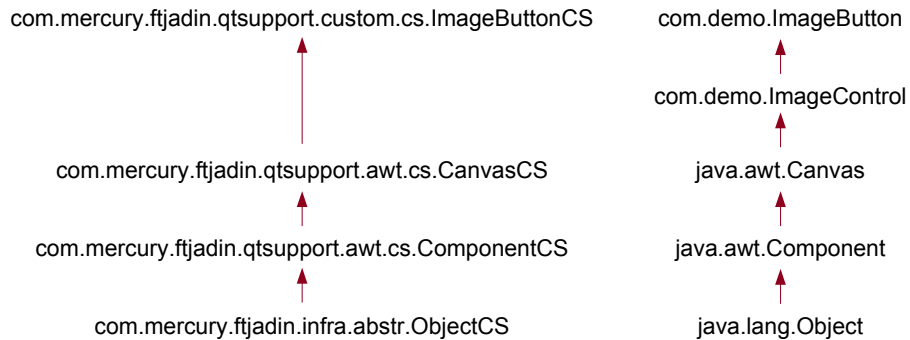 com.mercury.ftjadin.qtsupport.custom.cs.ImageButtonCS
com.demo.ImageButton
com.demo.ImageControl
com.mercury.ftjadin.qtsupport.awt.cs.CanvasCS
java.awt.Canvas
com.mercury.ftjadin.qtsupport.awt.cs.ComponentCS
java.awt.Component
com.mercury.ftjadin.infra.abstr.ObjectCS
java.lang.Object